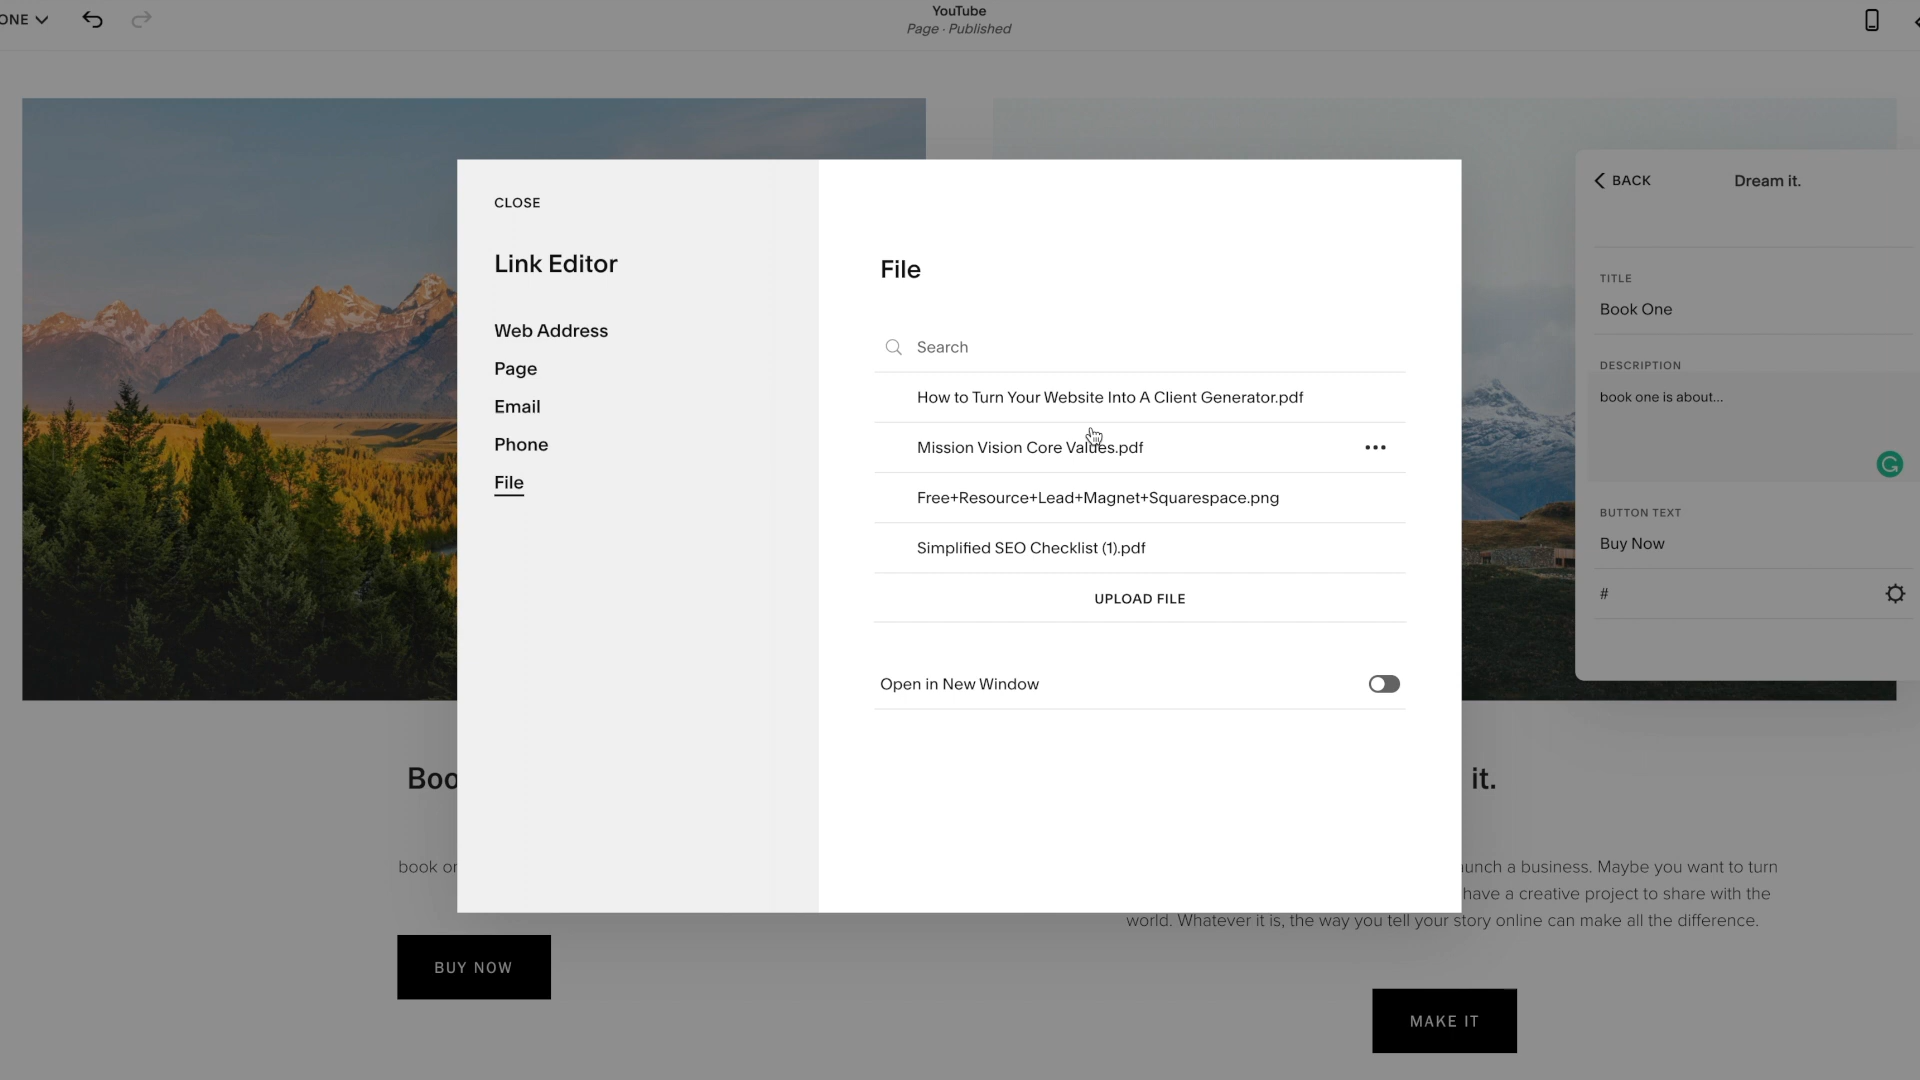 ONE
YouTube
Page · Published
CLOSE
Link Editor
Web Address
Page
Email
Phone
File
File
Search
How to Turn Your Website Into A Client Generator.pdf
Mission Vision Core Values.pdf
Free+Resource+Lead+Magnet+Squarespace.png
Simplified SEO Checklist (1).pdf
UPLOAD FILE
Open in New Window
BACK
Dream it.
TITLE
Book One
DESCRIPTION
book one is about...
BUTTON TEXT
Buy Now
#
Boo
book or
BUY NOW
it.
aunch a business. Maybe you want to turn
have a creative project to share with the
world. Whatever it is, the way you tell your story online can make all the difference.
MAKE IT